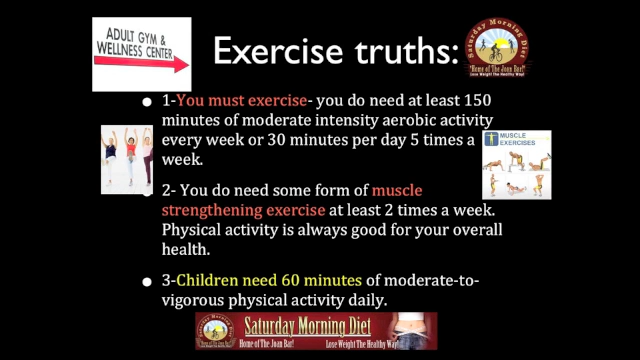 ADULT GYM &
WELLNESS CENTER
Exercise truths:
Saturday Morning Diet
"Home of The Joan Bar!"
Lose Weight The Healthy Way!
1-You must exercise- you do need at least 150
minutes of moderate intensity aerobic activity
every week or 30 minutes per day 5 times a
week.
MUSCLE
EXERCISES
2- You do need some form of muscle
strengthening exercise at least 2 times a week.
Physical activity is always good for your overall
health.
3-Children need 60 minutes of moderate-to-
vigorous physical activity daily.
Saturday Morning Diet
Home of The Joan Bar! Lose Weight The Healthy Way!